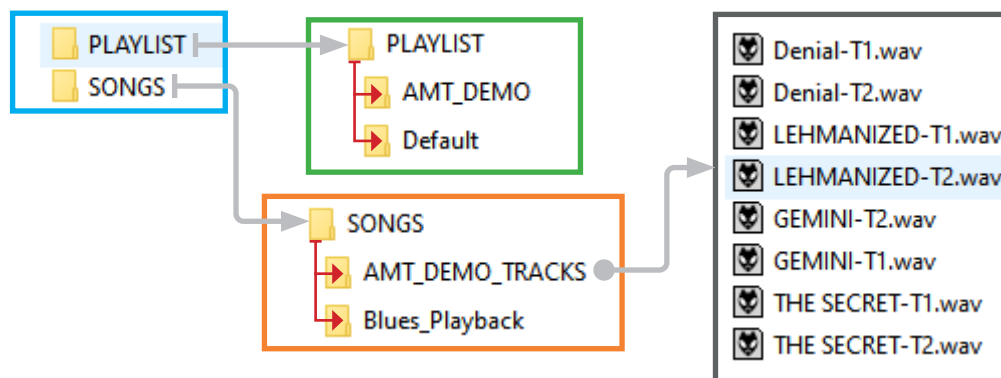 PLAYLIST
SONGS
PLAYLIST
AMT_DEMO
Default
SONGS
AMT_DEMO_TRACKS
Blues_Playback
Denial-T1.wav
Denial-T2.wav
LEHMANIZED-T1.wav
LEHMANIZED-T2.wav
GEMINI-T2.wav
GEMINI-T1.wav
THE SECRET-T1.wav
THE SECRET-T2.wav